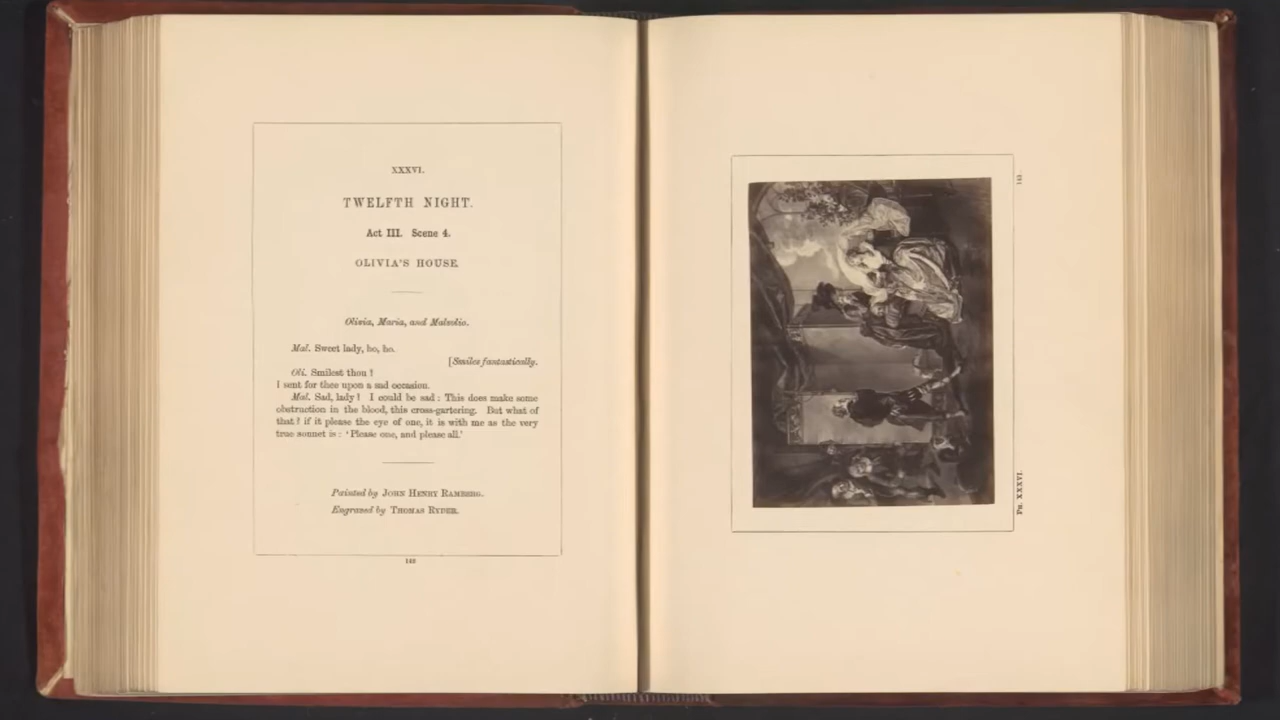 XXXVI.
TWELFTH NIGHT.
Act III. Scene 4.
OLIVIA'S HOUSE.
Olivia, Maria, and Malvolio.
Mal. Sweet lady, ho, ho.
[Smiles fantastically.
Oli. Smilest thou?
I sent for thee upon a sad occasion.
Mal. Sad, lady? I could be sad: This does make some
obstruction in the blood, this cross-gartering. But what of
that? if it please the eye of one, it is with me as the very
true sonnet is: 'Please one, and please all.'
Painted by JOHN HENRY RAMBERG.
Engraved by THOMAS RYDER.
142
143
PL. XXXVI.